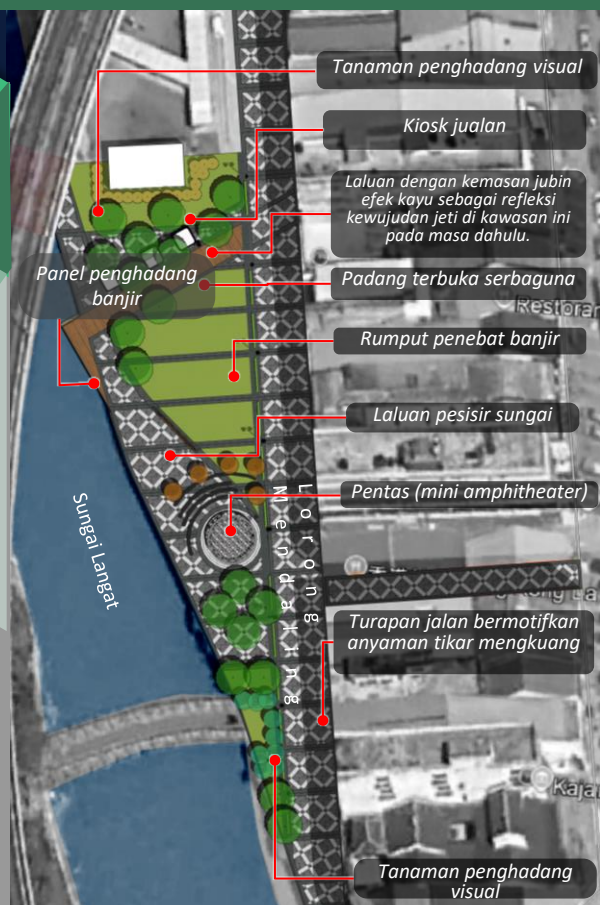 Tanaman penghadang visual
Kiosk jualan
Laluan dengan kemasan jubin
efek kayu sebagai refleksi
kewujudan jeti di kawasan ini
pada masa dahulu.
Panel penghadang
banjir
Padang terbuka serbaguna
Restoran
Rumput penebat banjir
Laluan pesisir sungai
Pentas (mini amphitheater)
Sungai Langat
Lorong
Mendaling
Turapan jalan bermotifkan
anyaman tikar mengkuang
Kaja
Tanaman penghadang
visual